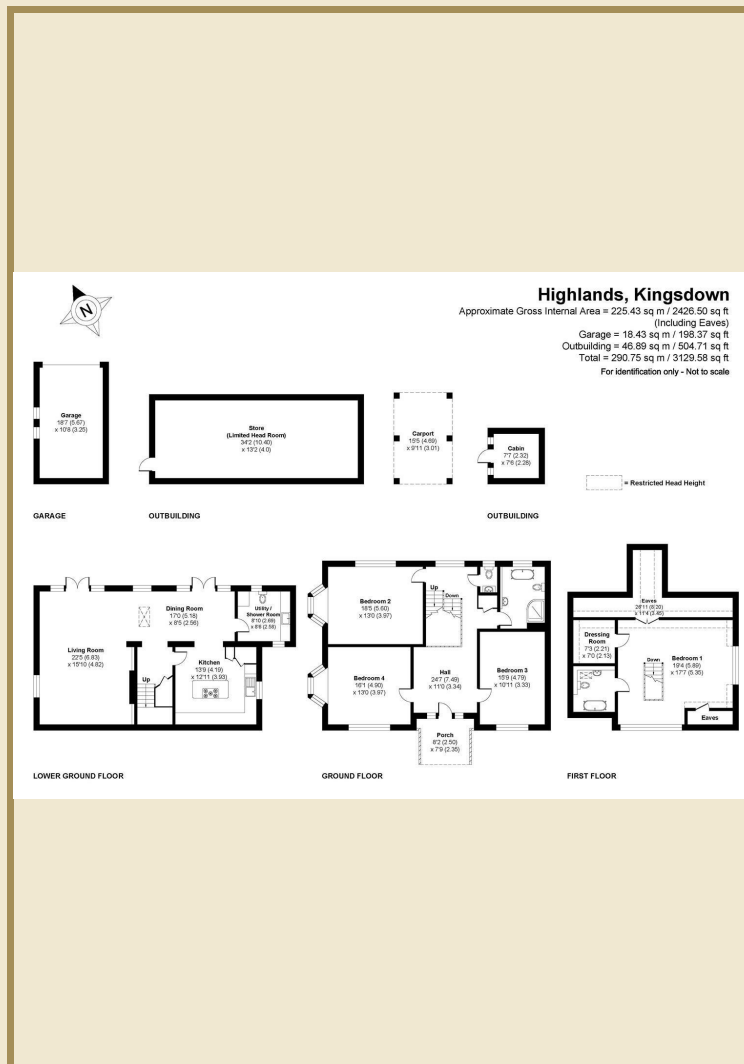 N
Highlands, Kingsdown
Approximate Gross Internal Area = 225.43 sq m / 2426.50 sq ft
(Including Eaves)
Garage = 18.43 sq m / 198.37 sq ft
Outbuilding = 46.89 sq m / 504.71 sq ft
Total = 290.75 sq m / 3129.58 sq ft
For identification only - Not to scale
Garage
18'7 (5.67)
x 10'8 (3.25)
Store
(Limited Head Room)
34'2 (10.40)
x 13'2 (4.0)
Carport
15'5 (4.69)
x 9'11 (3.01)
Cabin
7'7 (2.32)
x 7'6 (2.28)
= Restricted Head Height
GARAGE
OUTBUILDING
OUTBUILDING
Dining Room
17'0 (5.18)
x 8'5 (2.56)
Utility /
Shower Room
8'10 (2.69)
x 8'6 (2.58)
Living Room
22'5 (6.83)
x 15'10 (4.82)
Up
Kitchen
13'9 (4.19)
x 12'11 (3.93)
LOWER GROUND FLOOR
Bedroom 2
18'5 (5.60)
x 13'0 (3.97)
Up
Down
Bedroom 4
16'1 (4.90)
x 13'0 (3.97)
Hall
24'7 (7.49)
x 11'0 (3.34)
Bedroom 3
15'9 (4.79)
x 10'11 (3.33)
Porch
8'2 (2.50)
x 7'9 (2.35)
GROUND FLOOR
Eaves
26'11 (8.20)
x 11'4 (3.45)
Dressing
Room
7'3 (2.21)
x 7'0 (2.13)
Down
Bedroom 1
19'4 (5.89)
x 17'7 (5.35)
Eaves
FIRST FLOOR